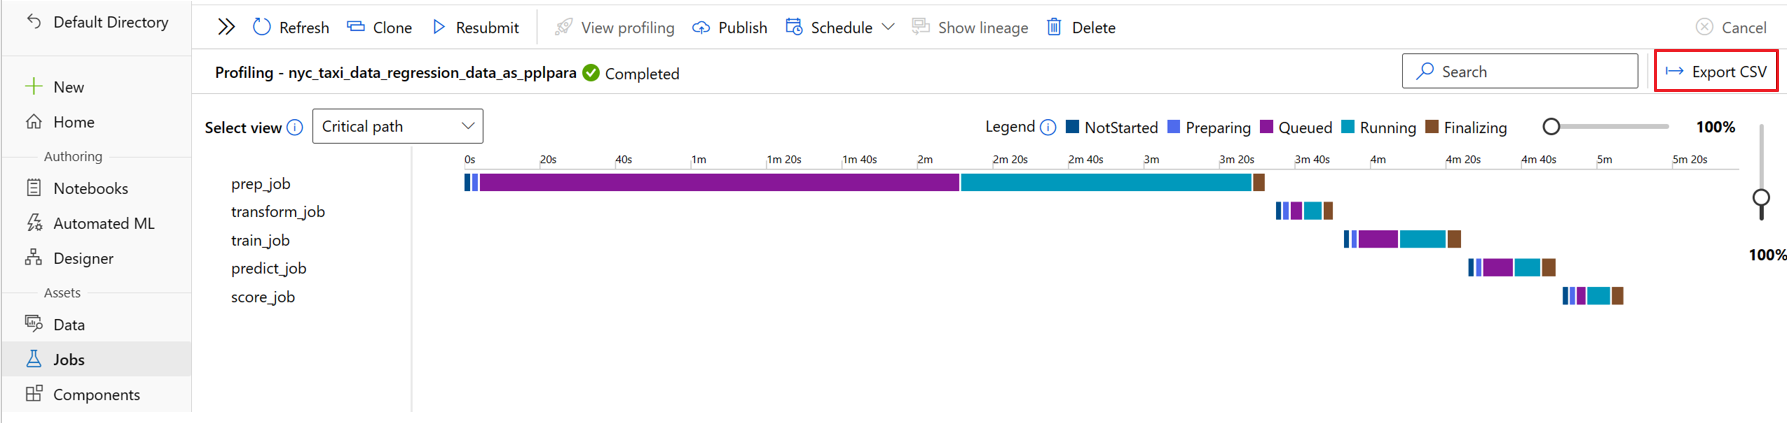 Default Directory
New
Home
Authoring
Notebooks
Automated ML
Designer
Assets
Data
Jobs
Components
Refresh Clone Resubmit View profiling Publish Schedule Show lineage Delete Cancel
Profiling - nyc_taxi_data_regression_data_as_pplpara Completed Search Export CSV
Select view Critical path Legend NotStarted Preparing Queued Running Finalizing 100%
0s 20s 40s 1m 1m 20s 1m 40s 2m 2m 20s 2m 40s 3m 3m 20s 3m 40s 4m 4m 20s 4m 40s 5m 5m 20s
prep_job
transform_job
train_job
predict_job
score_job
100%